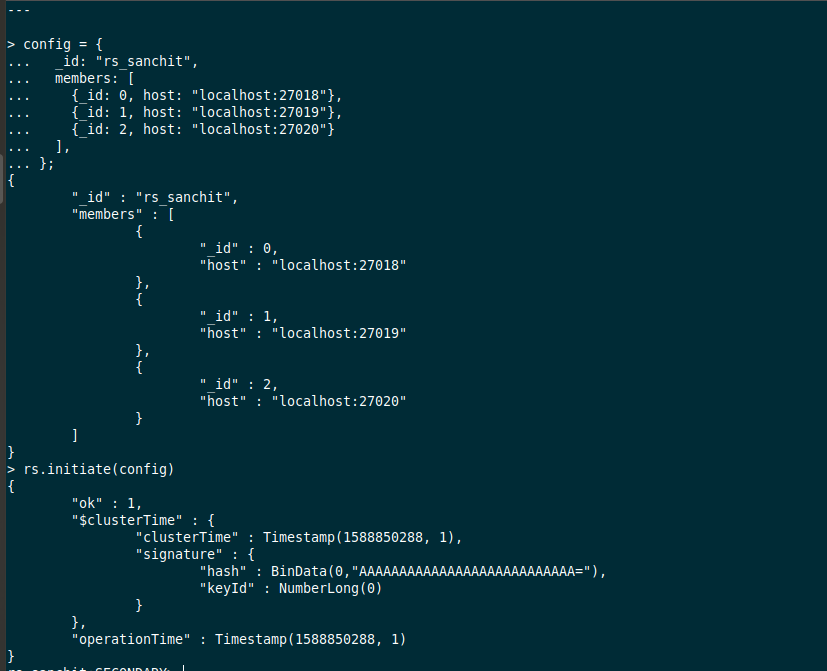 ---
> config = {
...   _id: "rs_sanchit",
...   members: [
...     {_id: 0, host: "localhost:27018"},
...     {_id: 1, host: "localhost:27019"},
...     {_id: 2, host: "localhost:27020"}
...   ],
... };
{
        "_id" : "rs_sanchit",
        "members" : [
                {
                        "_id" : 0,
                        "host" : "localhost:27018"
                },
                {
                        "_id" : 1,
                        "host" : "localhost:27019"
                },
                {
                        "_id" : 2,
                        "host" : "localhost:27020"
                }
        ]
}
> rs.initiate(config)
{
        "ok" : 1,
        "$clusterTime" : {
                "clusterTime" : Timestamp(1588850288, 1),
                "signature" : {
                        "hash" : BinData(0,"AAAAAAAAAAAAAAAAAAAAAAAAAAA="),
                        "keyId" : NumberLong(0)
                }
        },
        "operationTime" : Timestamp(1588850288, 1)
}